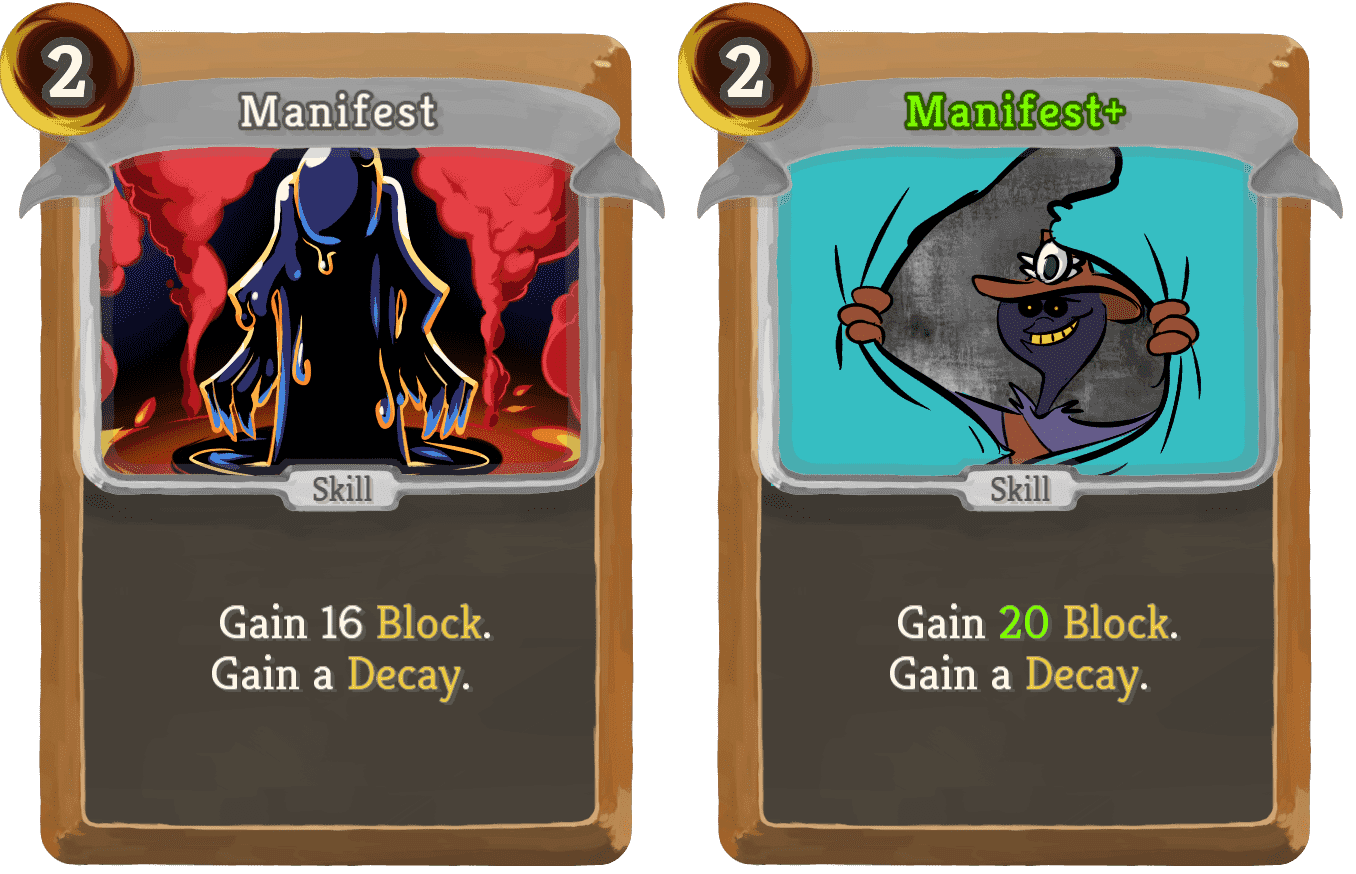 2
Manifest
Skill
Gain 16 Block.
Gain a Decay.
2
Manifest+
Skill
Gain 20 Block.
Gain a Decay.